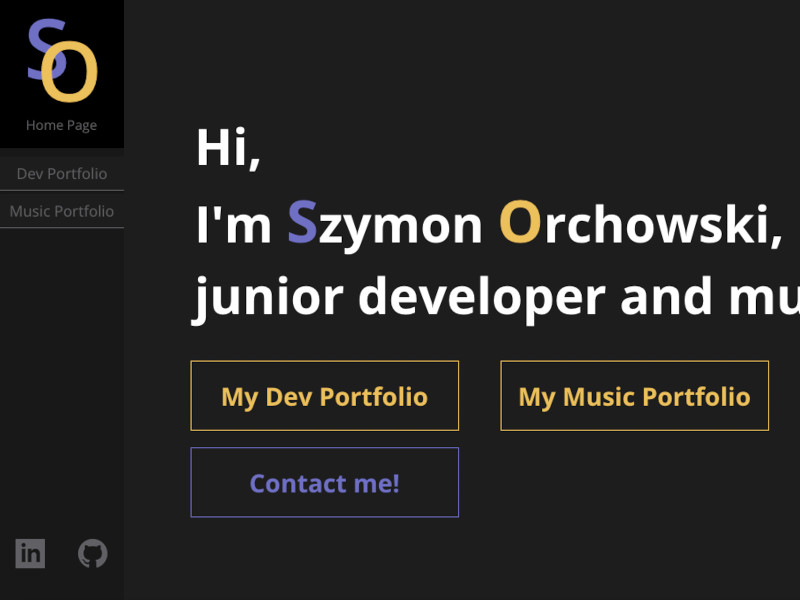 SO
Home Page
Dev Portfolio
Music Portfolio
in
Hi,
I'm Szymon Orchowski,
junior developer and mu
My Dev Portfolio
My Music Portfolio
Contact me!